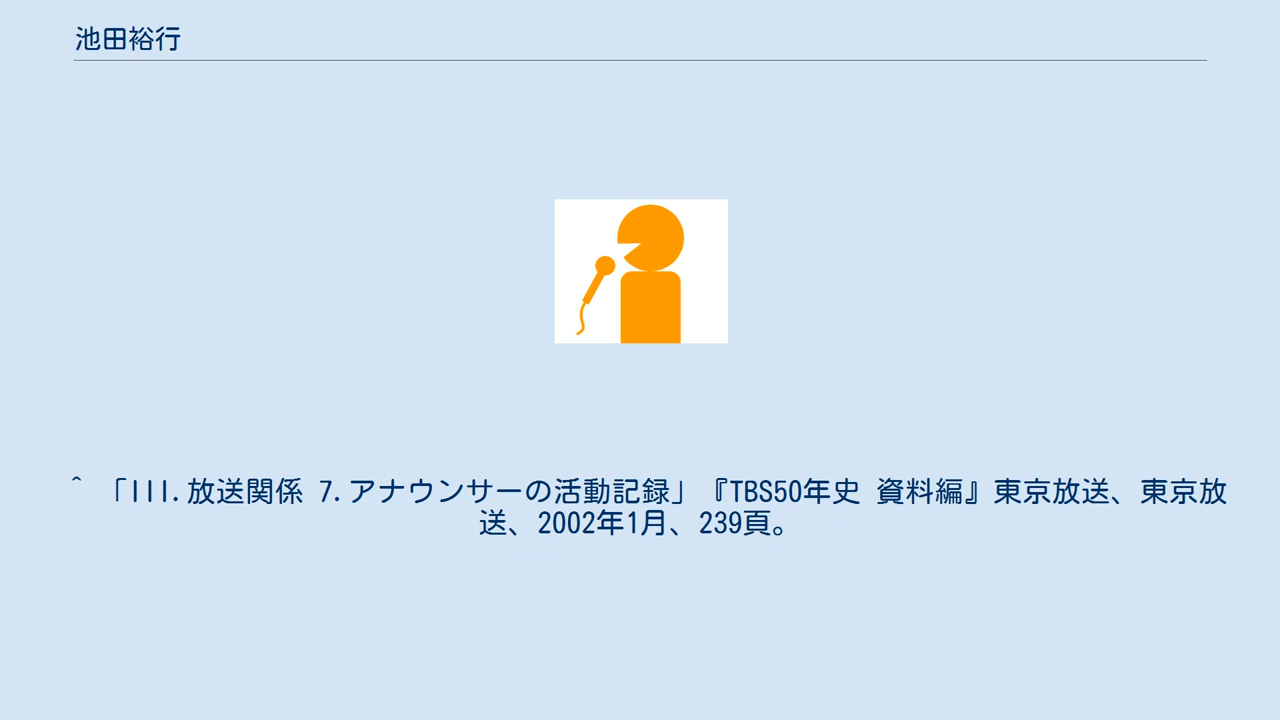 池田裕行
^ 「III.放送関係 7.アナウンサーの活動記録」『TBS50年史 資料編』東京放送、東京放
送、2002年1月、239頁。